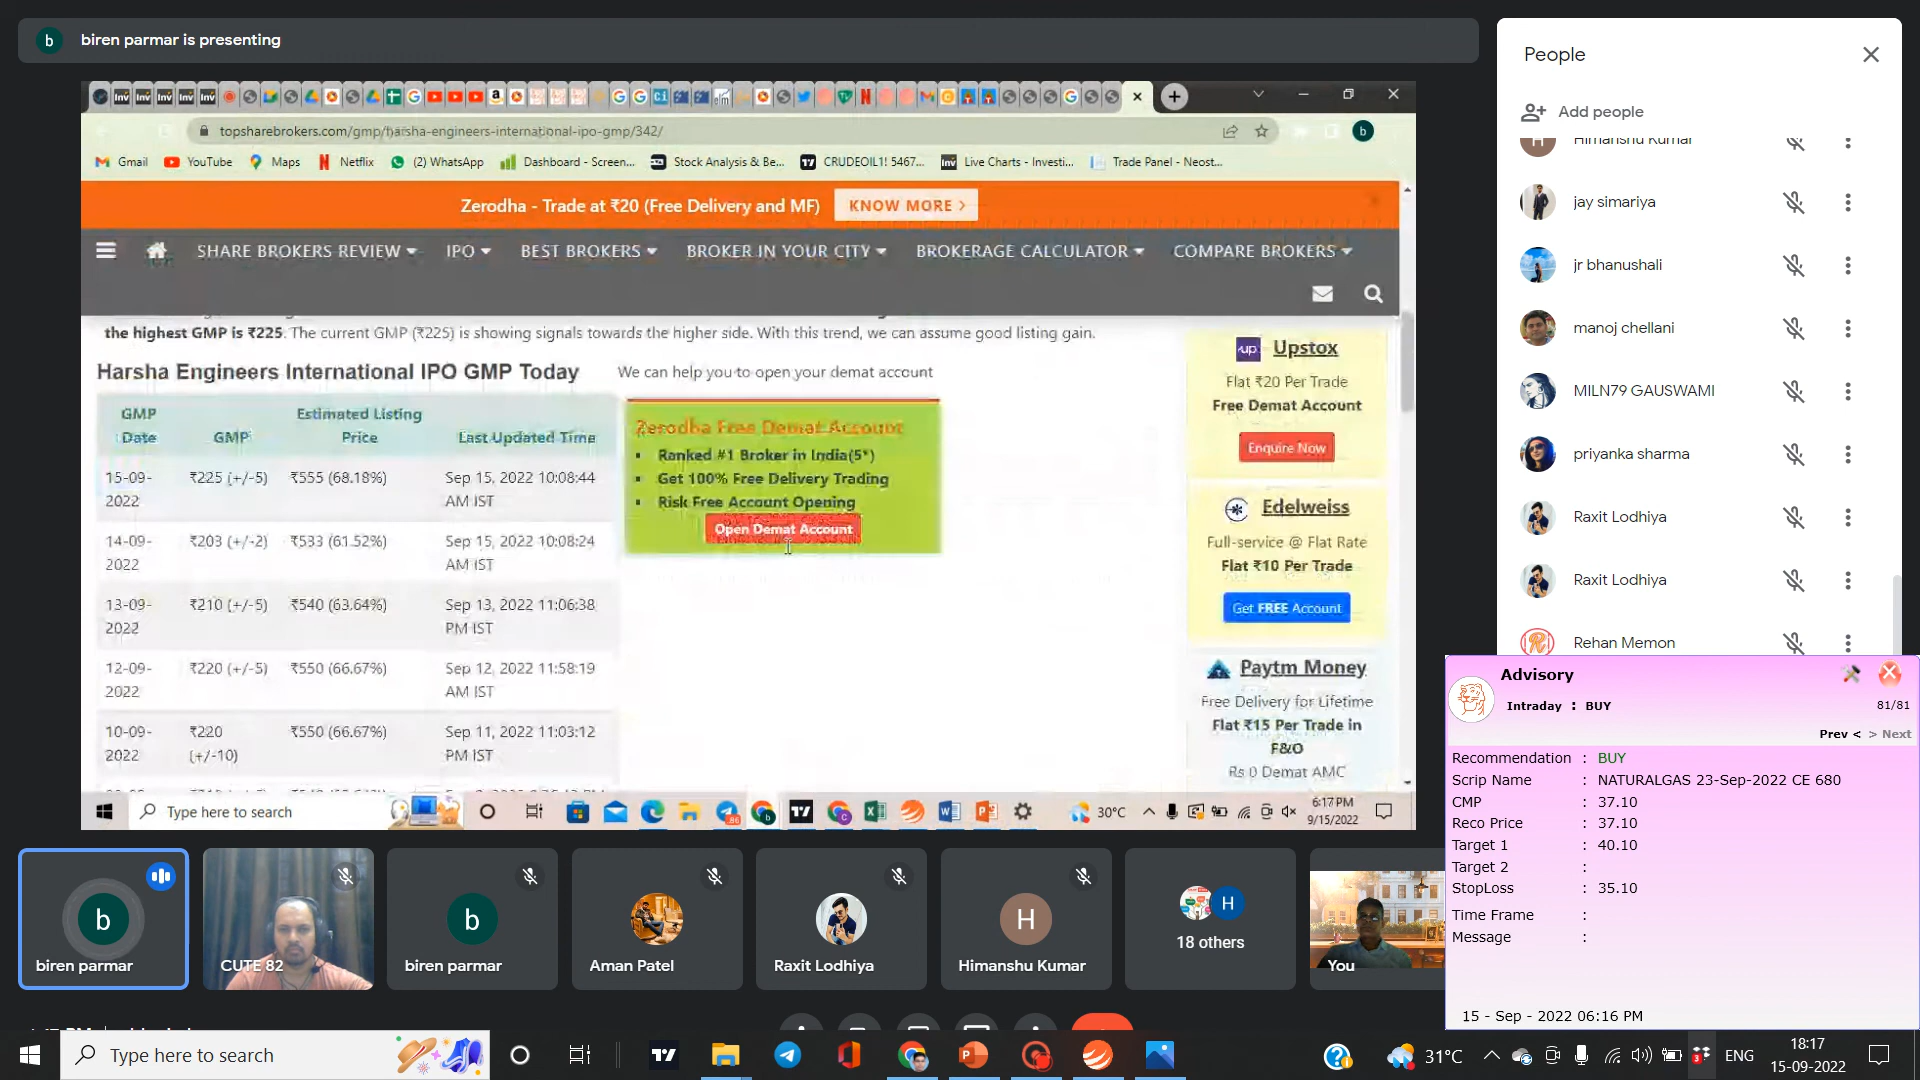 b biren parmar is presenting
topsharebrokers.com/gmp/harsha-engineers-international-ipo-gmp/342/
b
Gmail YouTube Maps Netflix (2) WhatsApp Dashboard - Screen... Stock Analysis & Be... CRUDEOIL1! 5467... Live Charts - Investi... Trade Panel - Neost...
Zerodha - Trade at ₹20 (Free Delivery and MF) KNOW MORE >
SHARE BROKERS REVIEW IPO BEST BROKERS BROKER IN YOUR CITY BROKERAGE CALCULATOR COMPARE BROKERS
the highest GMP is ₹225. The current GMP (₹225) is showing signals towards the higher side. With this trend, we can assume good listing gain.
Harsha Engineers International IPO GMP Today
GMP Date GMP Estimated Listing Price Last Updated Time
15-09-2022 ₹225 (+/-5) ₹555 (68.18%) Sep 15, 2022 10:08:44 AM IST
14-09-2022 ₹203 (+/-2) ₹533 (61.52%) Sep 15, 2022 10:08:24 AM IST
13-09-2022 ₹210 (+/-5) ₹540 (63.64%) Sep 13, 2022 11:06:38 PM IST
12-09-2022 ₹220 (+/-5) ₹550 (66.67%) Sep 12, 2022 11:58:19 AM IST
10-09-2022 ₹220 (+/-10) ₹550 (66.67%) Sep 11, 2022 11:03:12 PM IST
We can help you to open your demat account
Zerodha Free Demat Account
Ranked #1 Broker in India(5*)
Get 100% Free Delivery Trading
Risk Free Account Opening
Open Demat Account
up Upstox
Flat ₹20 Per Trade
Free Demat Account
Enquire Now
Edelweiss
Full-service @ Flat Rate
Flat ₹10 Per Trade
Get FREE Account
Paytm Money
Free Delivery for Lifetime
Flat ₹15 Per Trade in
F&O
Rs 0 Demat AMC
Type here to search
30°C
6:17 PM
9/15/2022
b
biren parmar
CUTE 82
b
biren parmar
Aman Patel
Raxit Lodhiya
H
Himanshu Kumar
H
18 others
You
People
Add people
Himanshu Kumar
jay simariya
jr bhanushali
manoj chellani
MILN79 GAUSWAMI
priyanka sharma
Raxit Lodhiya
Raxit Lodhiya
Rehan Memon
Advisory
Intraday : BUY 81/81
Prev < > Next
Recommendation : BUY
Scrip Name : NATURALGAS 23-Sep-2022 CE 680
CMP : 37.10
Reco Price : 37.10
Target 1 : 40.10
Target 2 :
StopLoss : 35.10
Time Frame :
Message :
15 - Sep - 2022 06:16 PM
Type here to search
31°C
ENG
18:17
15-09-2022